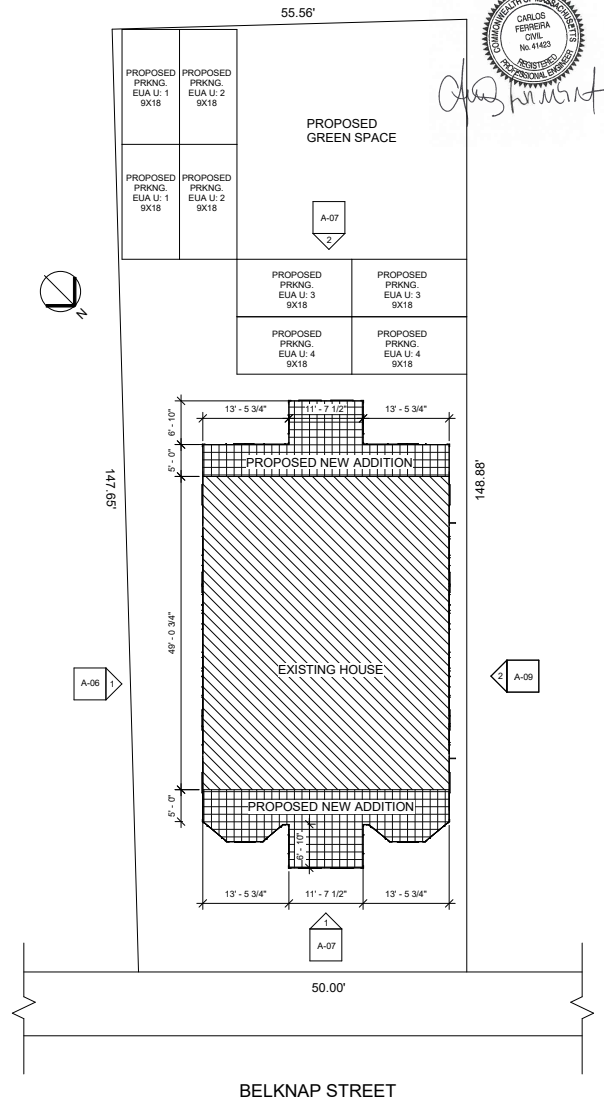 55.56'
COMMONWEALTH OF MASSACHUSETTS
CARLOS
FERREIRA
CIVIL
No. 41423
REGISTERED
PROFESSIONAL ENGINEER
PROPOSED
PRKNG.
EUA U: 1
9X18
PROPOSED
PRKNG.
EUA U: 2
9X18
PROPOSED
GREEN SPACE
PROPOSED
PRKNG.
EUA U: 1
9X18
PROPOSED
PRKNG.
EUA U: 2
9X18
A-07
2
N
PROPOSED
PRKNG.
EUA U: 3
9X18
PROPOSED
PRKNG.
EUA U: 3
9X18
PROPOSED
PRKNG.
EUA U: 4
9X18
PROPOSED
PRKNG.
EUA U: 4
9X18
13' - 5 3/4"
11' - 7 1/2"
13' - 5 3/4"
6' - 10"
5' - 0"
PROPOSED NEW ADDITION
147.65'
148.88'
49' - 0 3/4"
EXISTING HOUSE
A-06
1
2
A-09
PROPOSED NEW ADDITION
5' - 0"
6' - 10"
13' - 5 3/4"
11' - 7 1/2"
13' - 5 3/4"
1
A-07
50.00'
BELKNAP STREET